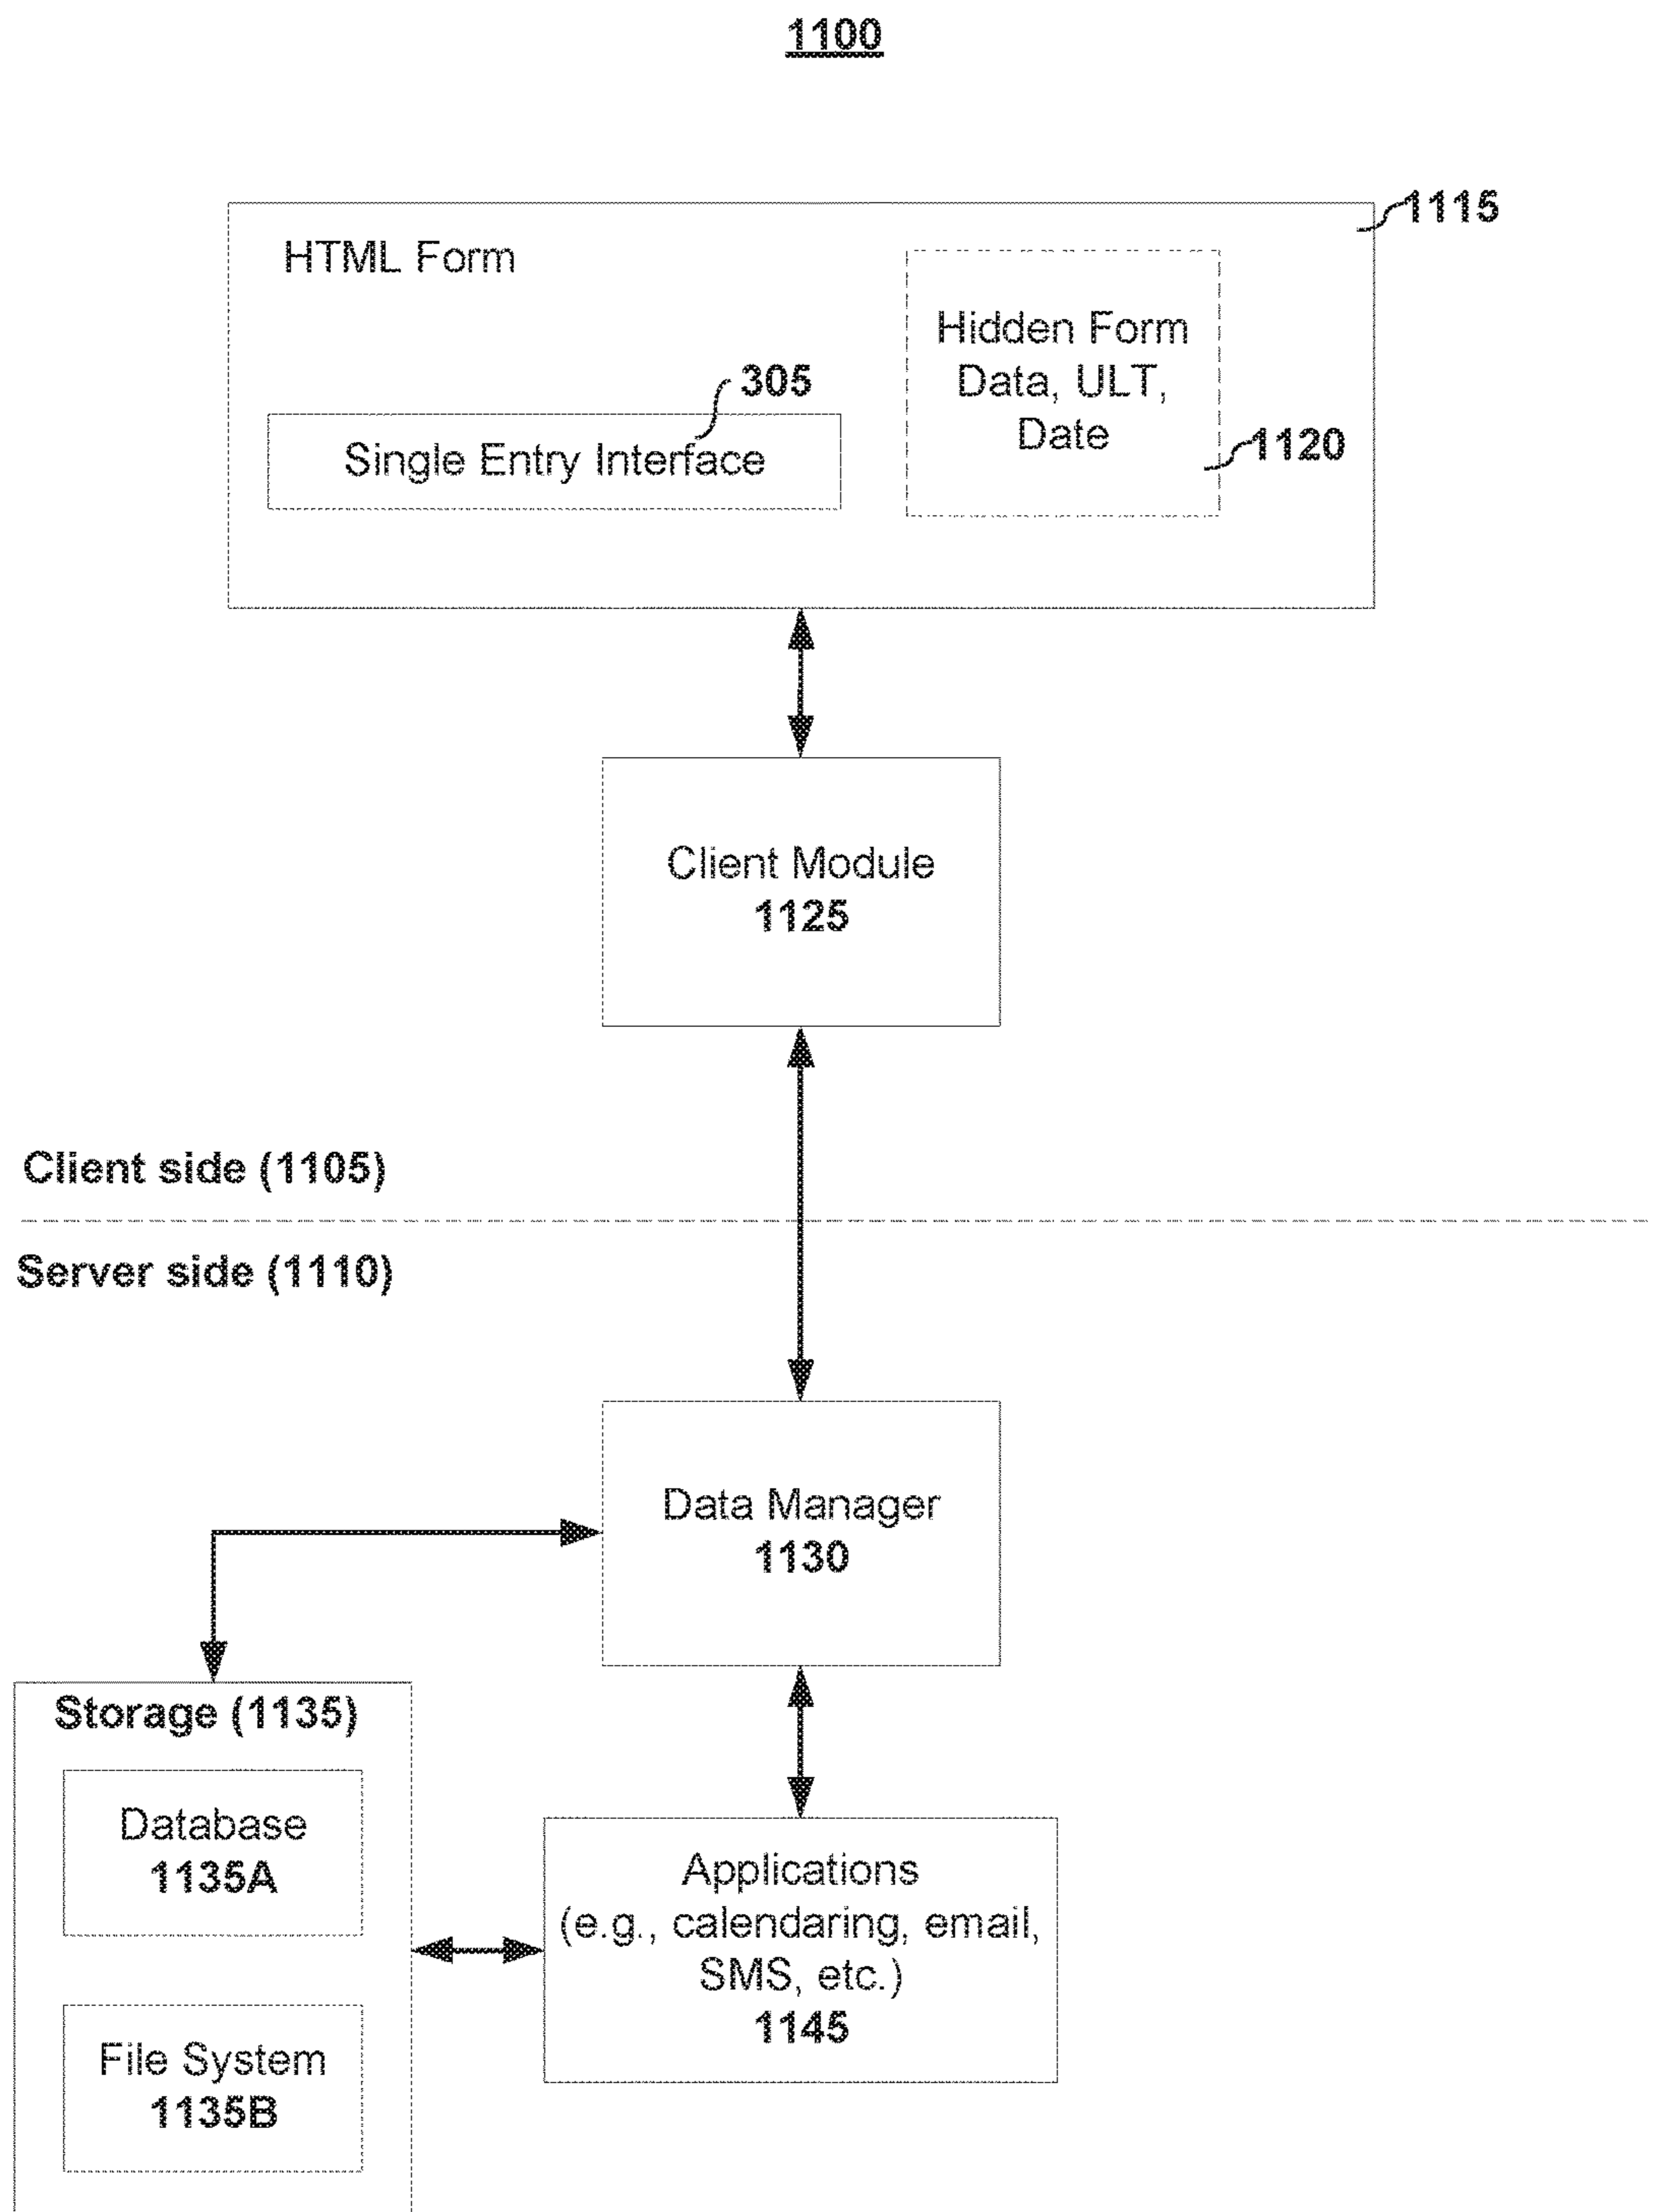 1100
1115
HTML Form
Hidden Form
Data, ULT,
Date
305
1120
Single Entry Interface
Client Module
1125
Client side (1105)
Server side (1110)
Data Manager
1130
Storage (1135)
Database
1135A
Applications
(e.g., calendaring, email,
SMS, etc.)
1145
File System
1135B